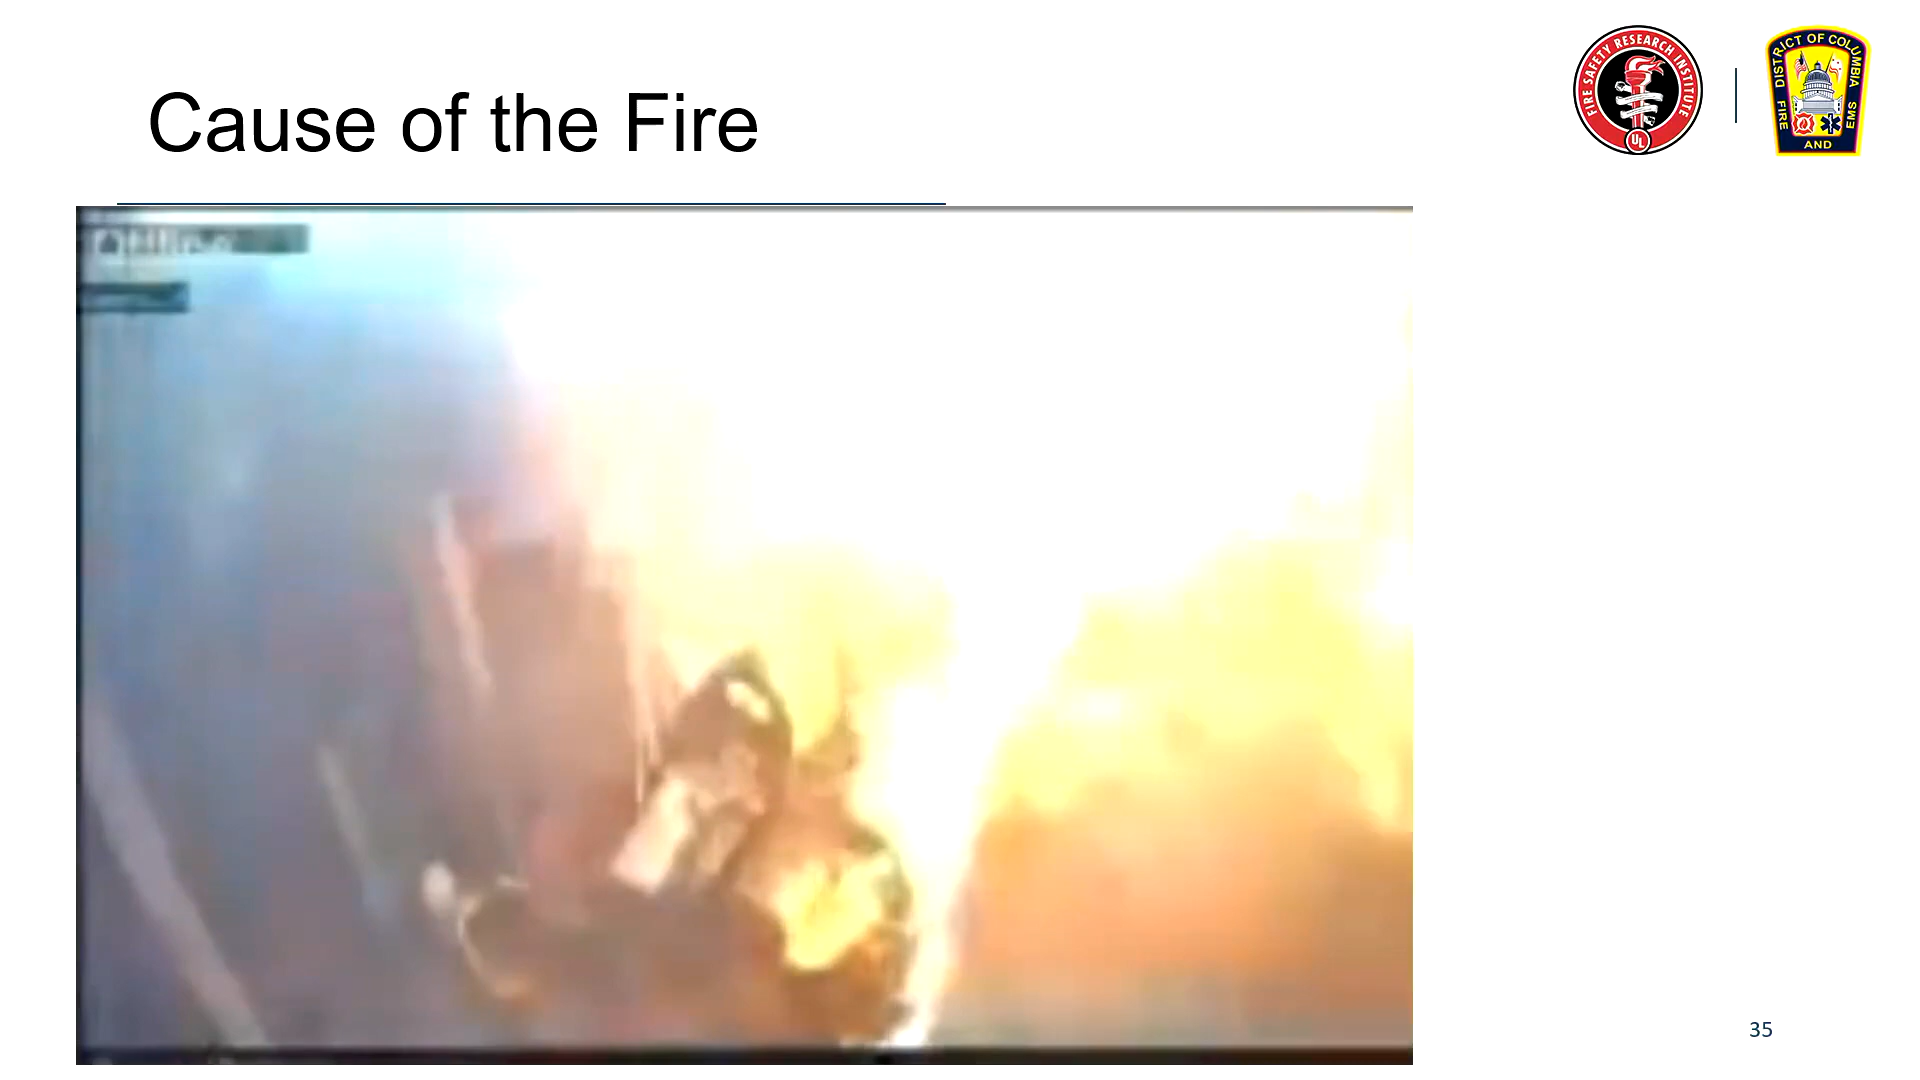 Cause of the Fire
FIRE SAFETY RESEARCH INSTITUTE
UL
DISTRICT OF COLUMBIA
FIRE
EMS
AND
35